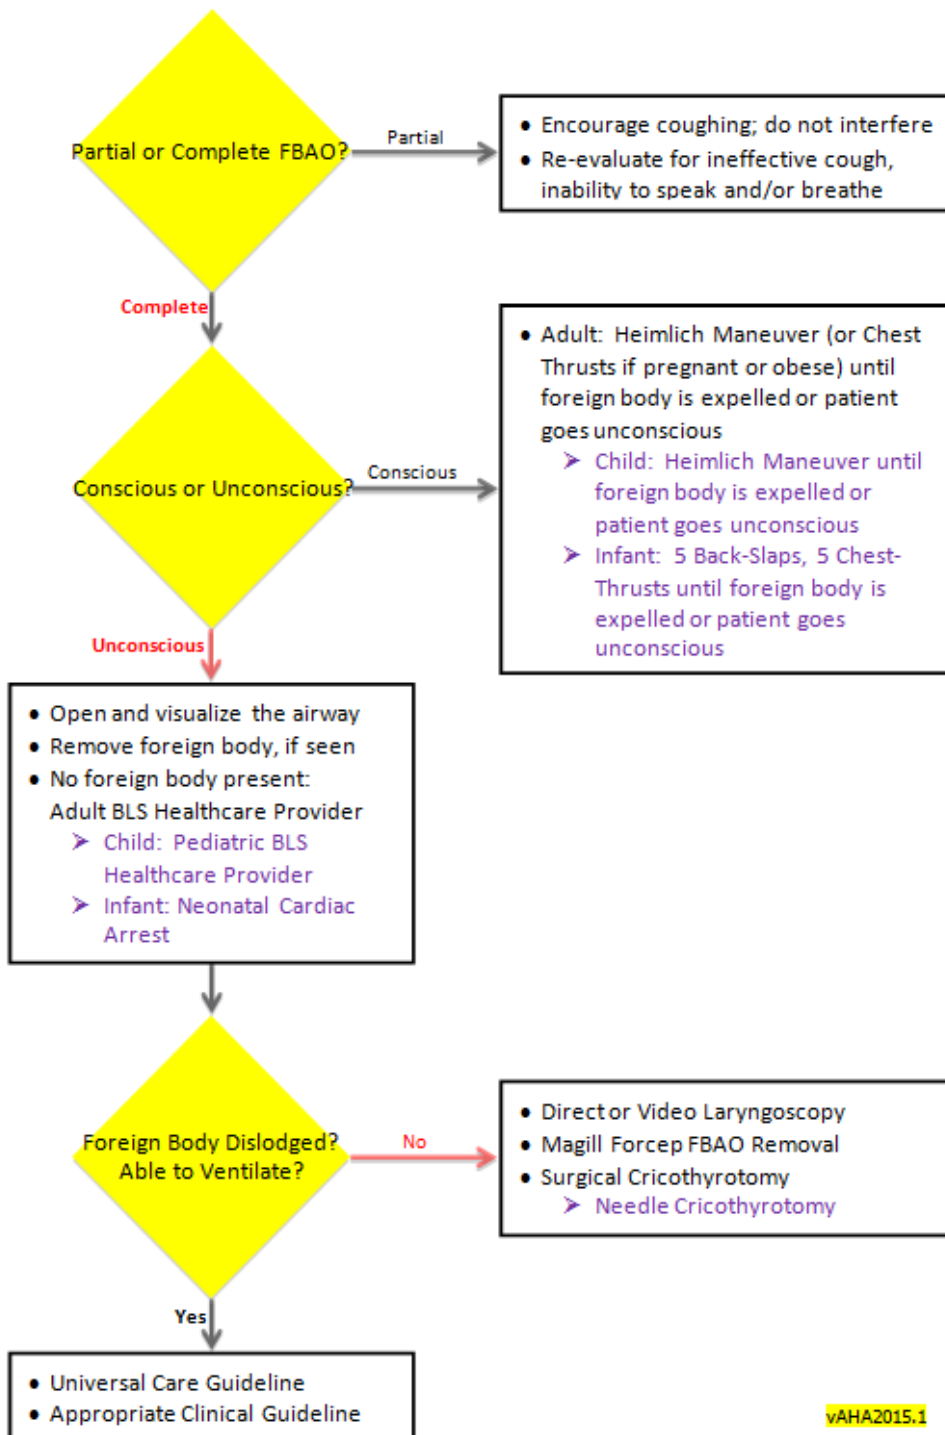 Partial or Complete FBAO?
Partial
• Encourage coughing; do not interfere
• Re-evaluate for ineffective cough,
inability to speak and/or breathe
Complete
Conscious or Unconscious?
Conscious
• Adult: Heimlich Maneuver (or Chest
Thrusts if pregnant or obese) until
foreign body is expelled or patient
goes unconscious
➤ Child: Heimlich Maneuver until
foreign body is expelled or
patient goes unconscious
➤ Infant: 5 Back-Slaps, 5 Chest-
Thrusts until foreign body is
expelled or patient goes
unconscious
Unconscious
• Open and visualize the airway
• Remove foreign body, if seen
• No foreign body present:
Adult BLS Healthcare Provider
➤ Child: Pediatric BLS
Healthcare Provider
➤ Infant: Neonatal Cardiac
Arrest
Foreign Body Dislodged?
Able to Ventilate?
No
• Direct or Video Laryngoscopy
• Magill Forcep FBAO Removal
• Surgical Cricothyrotomy
➤ Needle Cricothyrotomy
Yes
• Universal Care Guideline
• Appropriate Clinical Guideline
vAHA2015.1